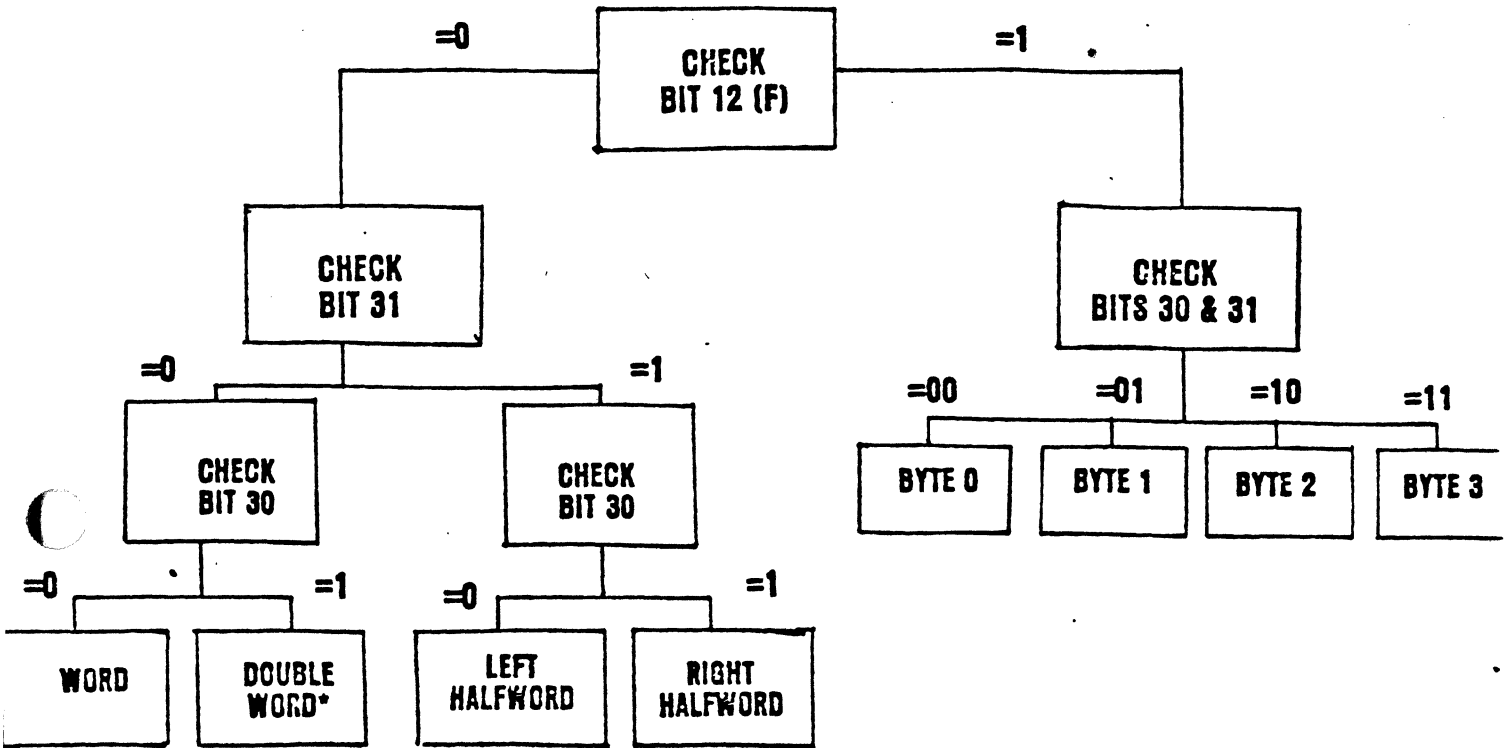 =0
=1
CHECK
BIT 12 (F)
CHECK
BIT 31
CHECK
BITS 30 & 31
=0
=1
=00
=01
=10
=11
CHECK
BIT 30
CHECK
BIT 30
BYTE 0
BYTE 1
BYTE 2
BYTE 3
=0
=1
=0
=1
WORD
DOUBLE
WORD*
LEFT
HALFWORD
RIGHT
HALFWORD